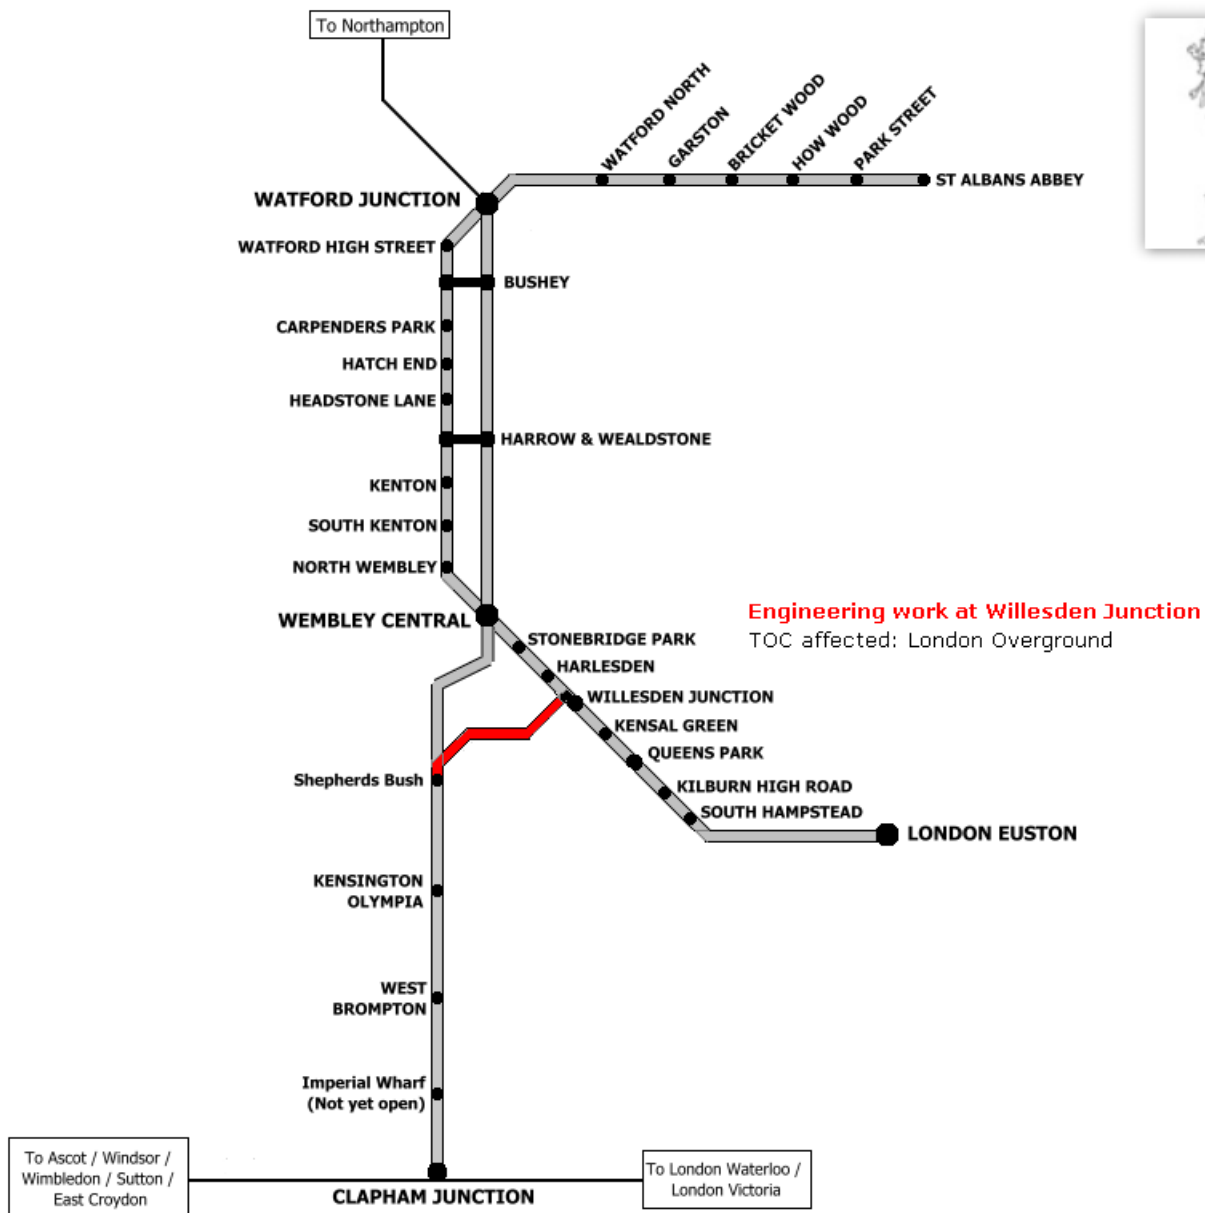 To Northampton
WATFORD NORTH
GARSTON
BRICKET WOOD
HOW WOOD
PARK STREET
ST ALBANS ABBEY
WATFORD JUNCTION
WATFORD HIGH STREET
BUSHEY
CARPENDERS PARK
HATCH END
HEADSTONE LANE
HARROW & WEALDSTONE
KENTON
SOUTH KENTON
NORTH WEMBLEY
WEMBLEY CENTRAL
Engineering work at Willesden Junction
TOC affected: London Overground
STONEBRIDGE PARK
HARLESDEN
WILLESDEN JUNCTION
KENSAL GREEN
QUEENS PARK
Shepherds Bush
KILBURN HIGH ROAD
SOUTH HAMPSTEAD
LONDON EUSTON
KENSINGTON
OLYMPIA
WEST
BROMPTON
Imperial Wharf
(Not yet open)
To Ascot / Windsor /
Wimbledon / Sutton /
East Croydon
To London Waterloo /
London Victoria
CLAPHAM JUNCTION